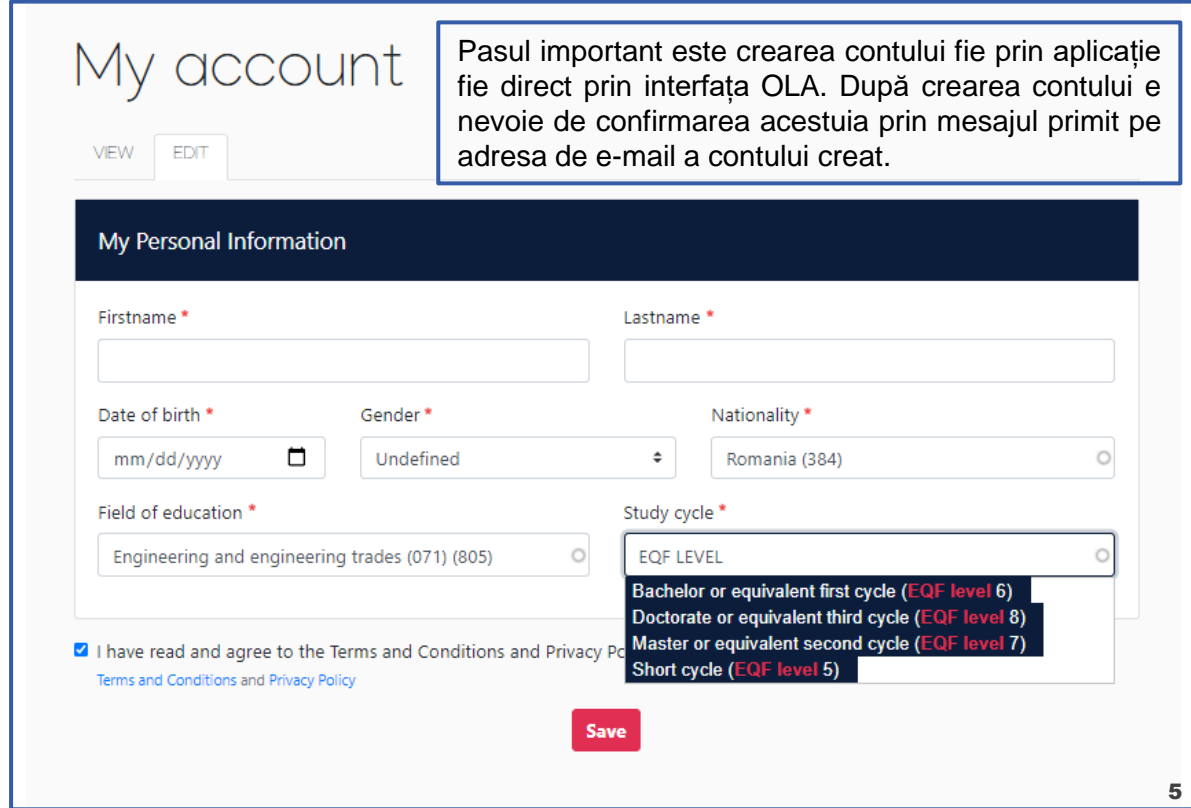 My account
Pasul important este crearea contului fie prin aplicație
fie direct prin interfața OLA. După crearea contului e
nevoie de confirmarea acestuia prin mesajul primit pe
adresa de e-mail a contului creat.
VIEW EDIT
My Personal Information
Firstname * Lastname *
Date of birth * Gender * Nationality *
mm/dd/yyyy Undefined Romania (384)
Field of education * Study cycle *
Engineering and engineering trades (071) (805) EQF LEVEL
Bachelor or equivalent first cycle (EQF level 6)
Doctorate or equivalent third cycle (EQF level 8)
Master or equivalent second cycle (EQF level 7)
Short cycle (EQF level 5)
I have read and agree to the Terms and Conditions and Privacy
Terms and Conditions and Privacy Policy
Save
5